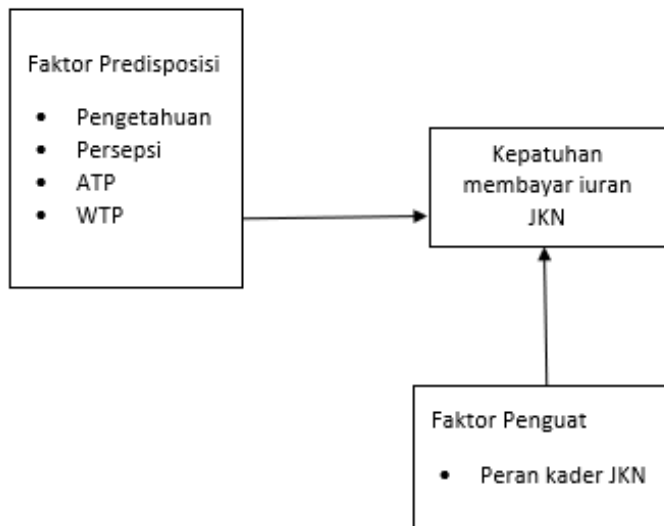 Faktor Predisposisi
• Pengetahuan
• Persepsi
• ATP
• WTP
Kepatuhan
membayar iuran
JKN
Faktor Penguat
• Peran kader JKN